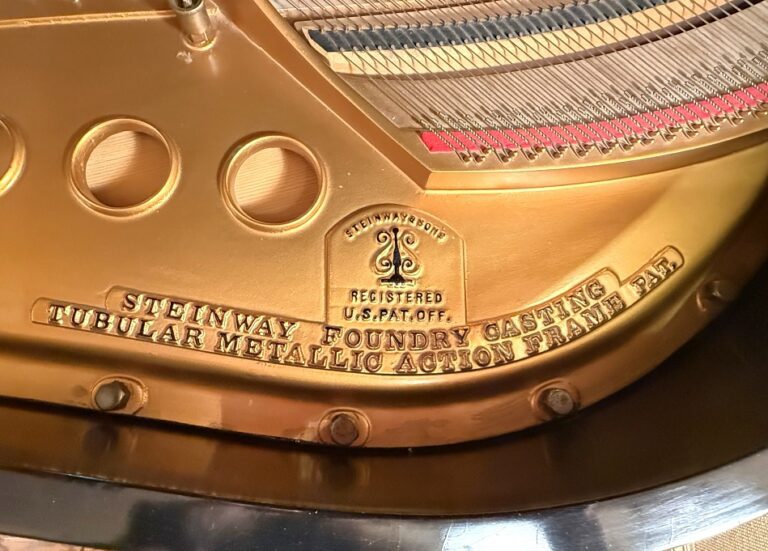 STEINWAY & SONS
REGISTERED
U.S. PAT. OFF.
STEINWAY FOUNDRY CASTING
TUBULAR METALLIC ACTION FRAME PAT.